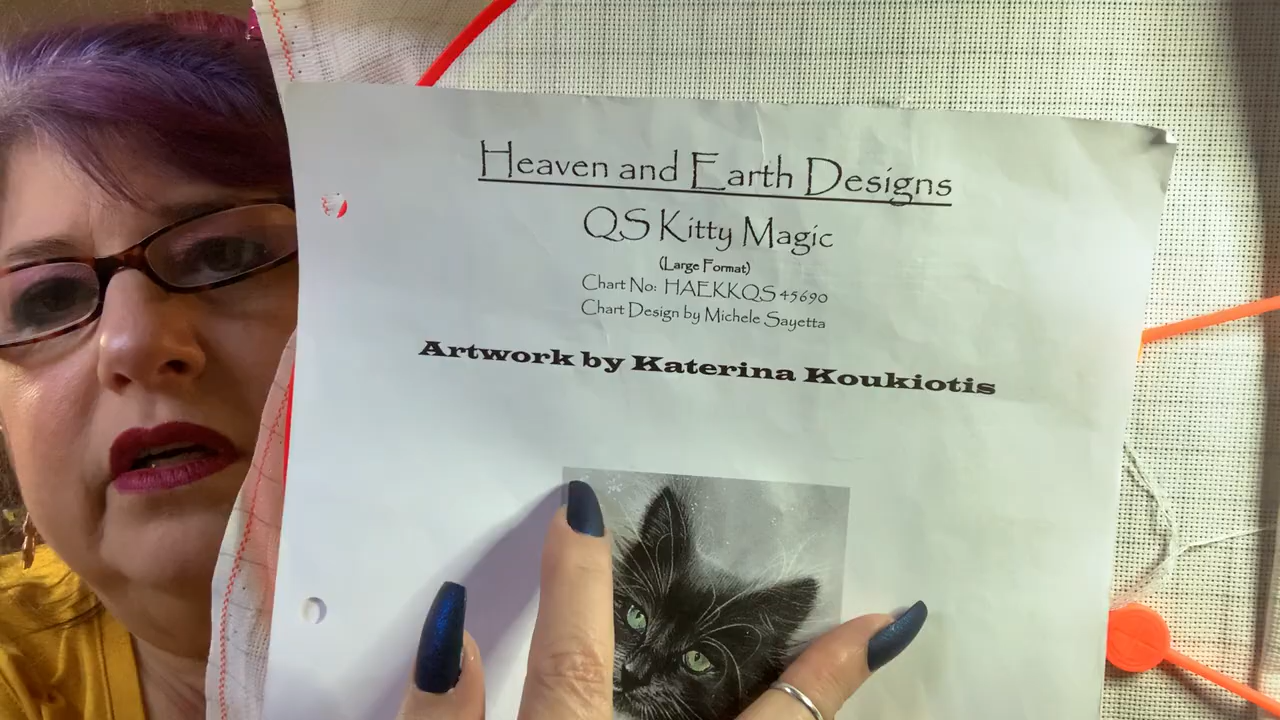 Heaven and Earth Designs
QS Kitty Magic
(Large Format)
Chart No: HAEKKQS 45690
Chart Design by Michele Sayetta
Artwork by Katerina Koukiotis